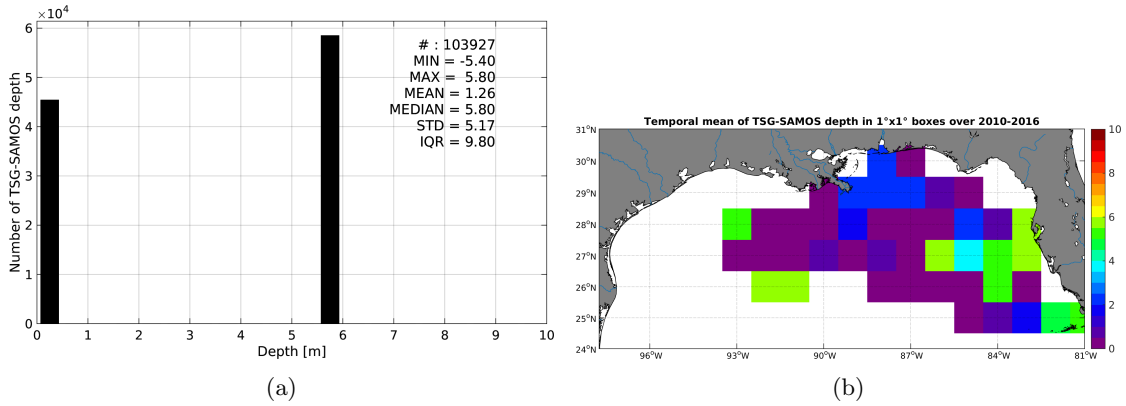 ×10⁴
6
5
4
3
2
1
0
Number of TSG-SAMOS depth
# : 103927
MIN = -5.40
MAX = 5.80
MEAN = 1.26
MEDIAN = 5.80
STD = 5.17
IQR = 9.80
0 1 2 3 4 5 6 7 8 9 10
Depth [m]
(a)
Temporal mean of TSG-SAMOS depth in 1°x1° boxes over 2010-2016
31°N
30°N
29°N
28°N
27°N
26°N
25°N
24°N
96°W 93°W 90°W 87°W 84°W 81°W
10
8
6
4
2
0
(b)